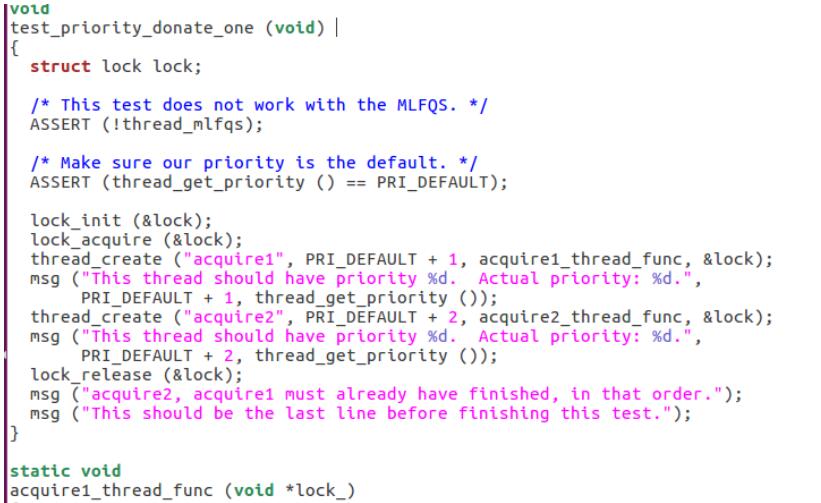 void
test_priority_donate_one (void)
{
  struct lock lock;

  /* This test does not work with the MLFQS. */
  ASSERT (!thread_mlfqs);

  /* Make sure our priority is the default. */
  ASSERT (thread_get_priority () == PRI_DEFAULT);

  lock_init (&lock);
  lock_acquire (&lock);
  thread_create ("acquire1", PRI_DEFAULT + 1, acquire1_thread_func, &lock);
  msg ("This thread should have priority %d.  Actual priority: %d.",
       PRI_DEFAULT + 1, thread_get_priority ());
  thread_create ("acquire2", PRI_DEFAULT + 2, acquire2_thread_func, &lock);
  msg ("This thread should have priority %d.  Actual priority: %d.",
       PRI_DEFAULT + 2, thread_get_priority ());
  lock_release (&lock);
  msg ("acquire2, acquire1 must already have finished, in that order.");
  msg ("This should be the last line before finishing this test.");
}

static void
acquire1_thread_func (void *lock_)